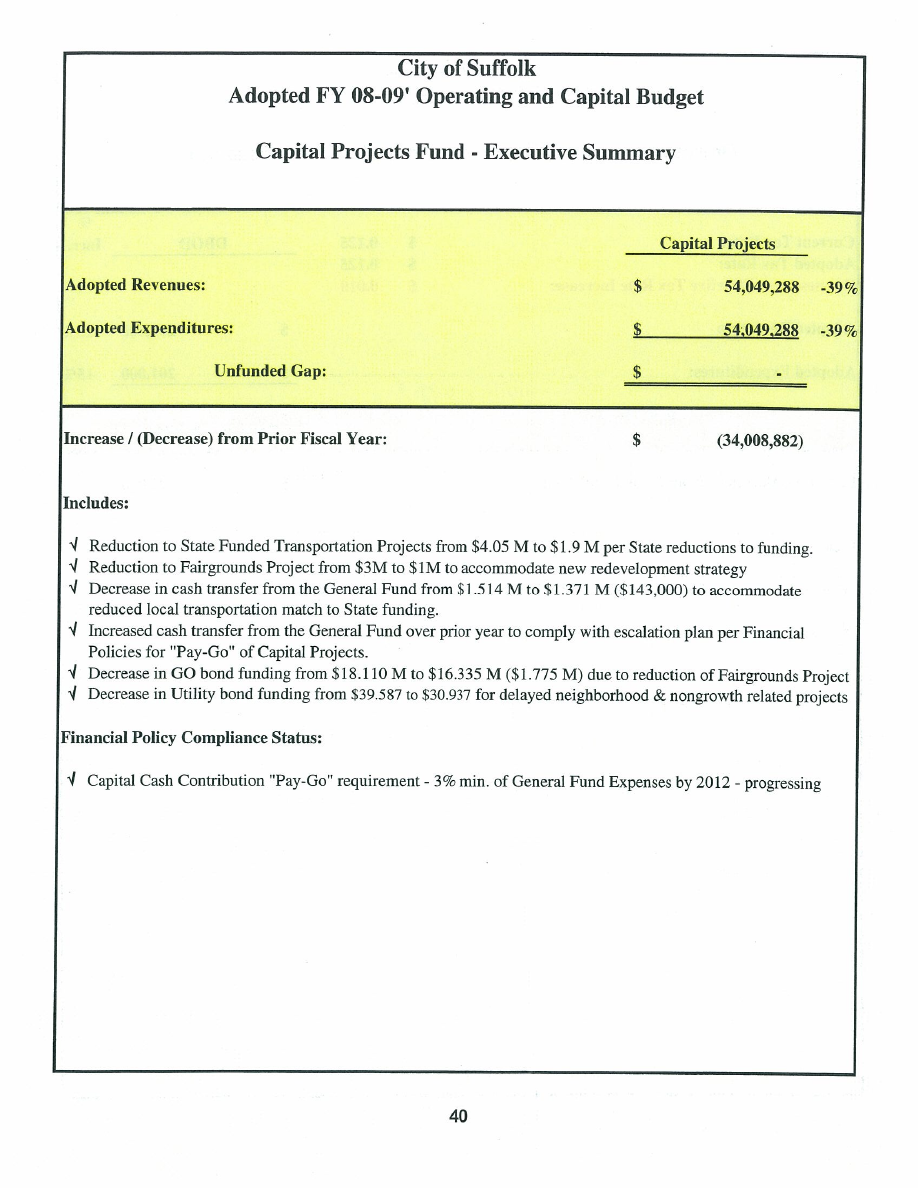 City of Suffolk
Adopted FY 08-09' Operating and Capital Budget
Capital Projects Fund - Executive Summary
Capital Projects
Adopted Revenues: $ 54,049,288 -39%
Adopted Expenditures: $ 54,049,288 -39%
Unfunded Gap: $ -
Increase / (Decrease) from Prior Fiscal Year: $ (34,008,882)
Includes:
√ Reduction to State Funded Transportation Projects from $4.05 M to $1.9 M per State reductions to funding.
√ Reduction to Fairgrounds Project from $3M to $1M to accommodate new redevelopment strategy
√ Decrease in cash transfer from the General Fund from $1.514 M to $1.371 M ($143,000) to accommodate
reduced local transportation match to State funding.
√ Increased cash transfer from the General Fund over prior year to comply with escalation plan per Financial
Policies for "Pay-Go" of Capital Projects.
√ Decrease in GO bond funding from $18.110 M to $16.335 M ($1.775 M) due to reduction of Fairgrounds Project
√ Decrease in Utility bond funding from $39.587 to $30.937 for delayed neighborhood & nongrowth related projects
Financial Policy Compliance Status:
√ Capital Cash Contribution "Pay-Go" requirement - 3% min. of General Fund Expenses by 2012 - progressing
40